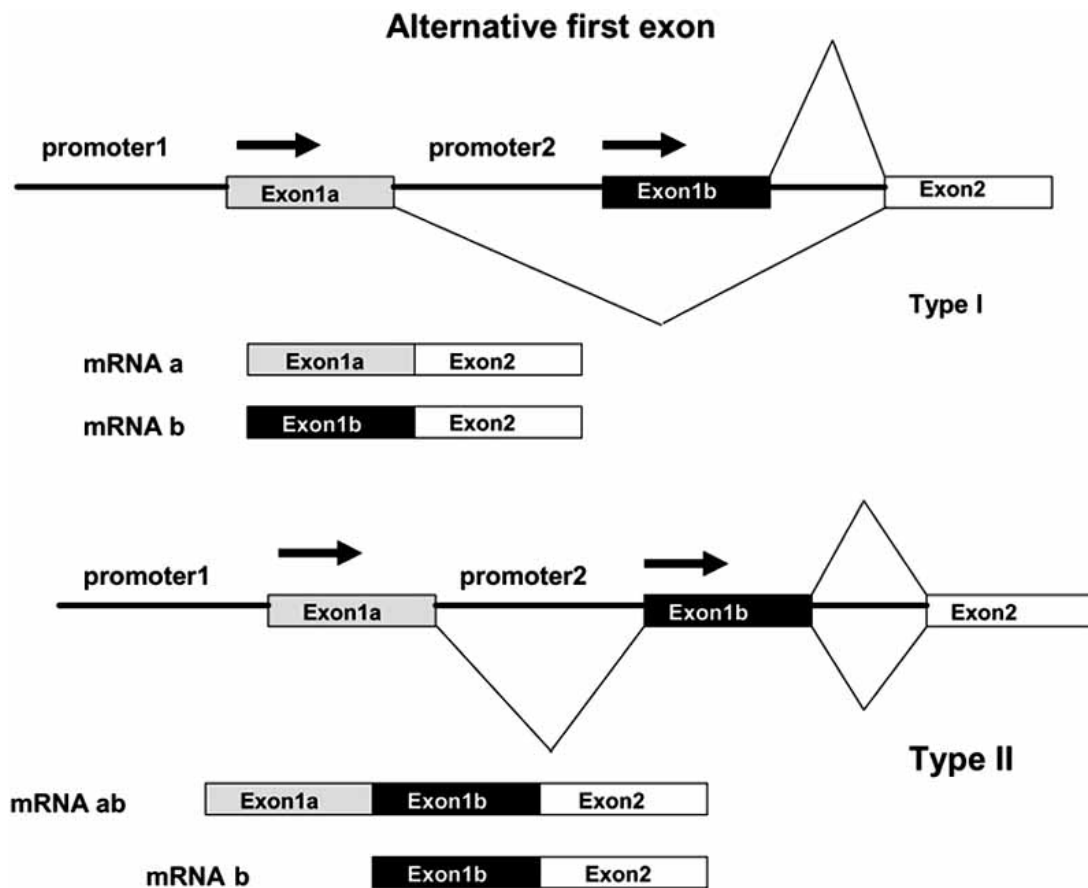 Alternative first exon
promoter1 promoter2
Exon1a Exon1b Exon2
Type I
mRNA a Exon1a Exon2
mRNA b Exon1b Exon2
promoter1 promoter2
Exon1a Exon1b Exon2
Type II
mRNA ab Exon1a Exon1b Exon2
mRNA b Exon1b Exon2